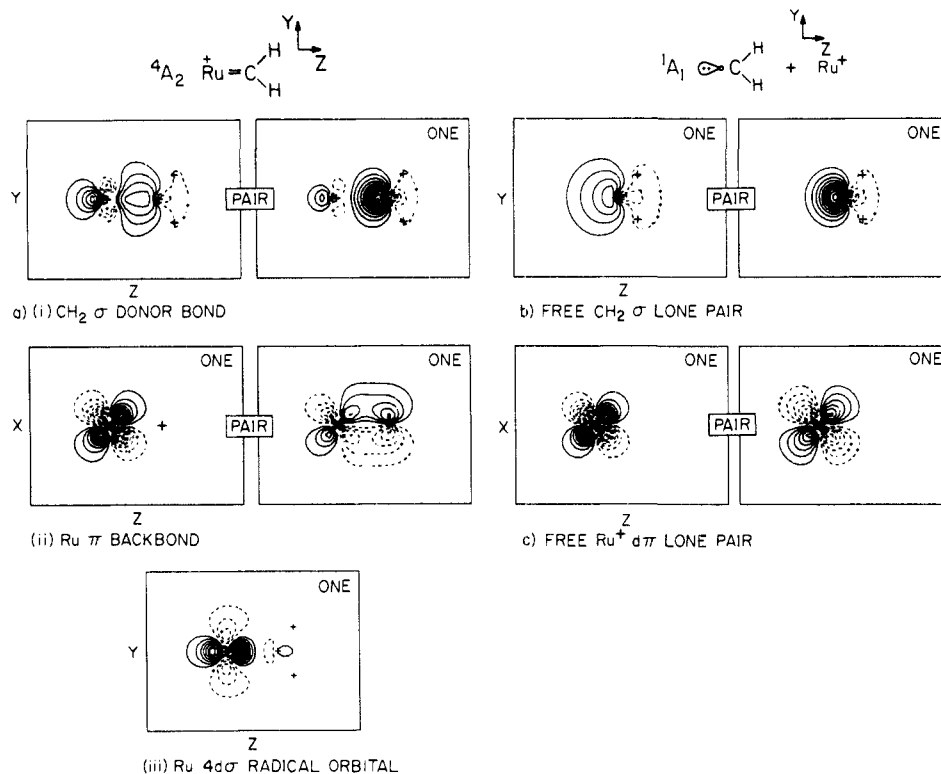 Y
Z
⁴A₂ Ru⁺=C H H
Y
Z
¹A₁ C H H + Ru⁺
Y
PAIR
ONE
Z
a) (i) CH₂ σ DONOR BOND
Y
PAIR
ONE
ONE
Z
b) FREE CH₂ σ LONE PAIR
X
ONE
PAIR
ONE
Z
(ii) Ru π BACKBOND
X
ONE
PAIR
ONE
Z
c) FREE Ru⁺ dπ LONE PAIR
Y
ONE
Z
(iii) Ru 4dσ RADICAL ORBITAL